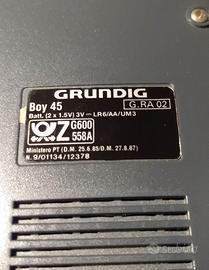 GRUNDIG
Boy 45
G.RA 02
Batt. (2 x 1.5V) 3V ⎓ LR6/AA/UM3
Z G600
558A
Ministero PT (D.M. 25.6.85/D.M. 27.8.87)
N. 9/01134/12378
subito